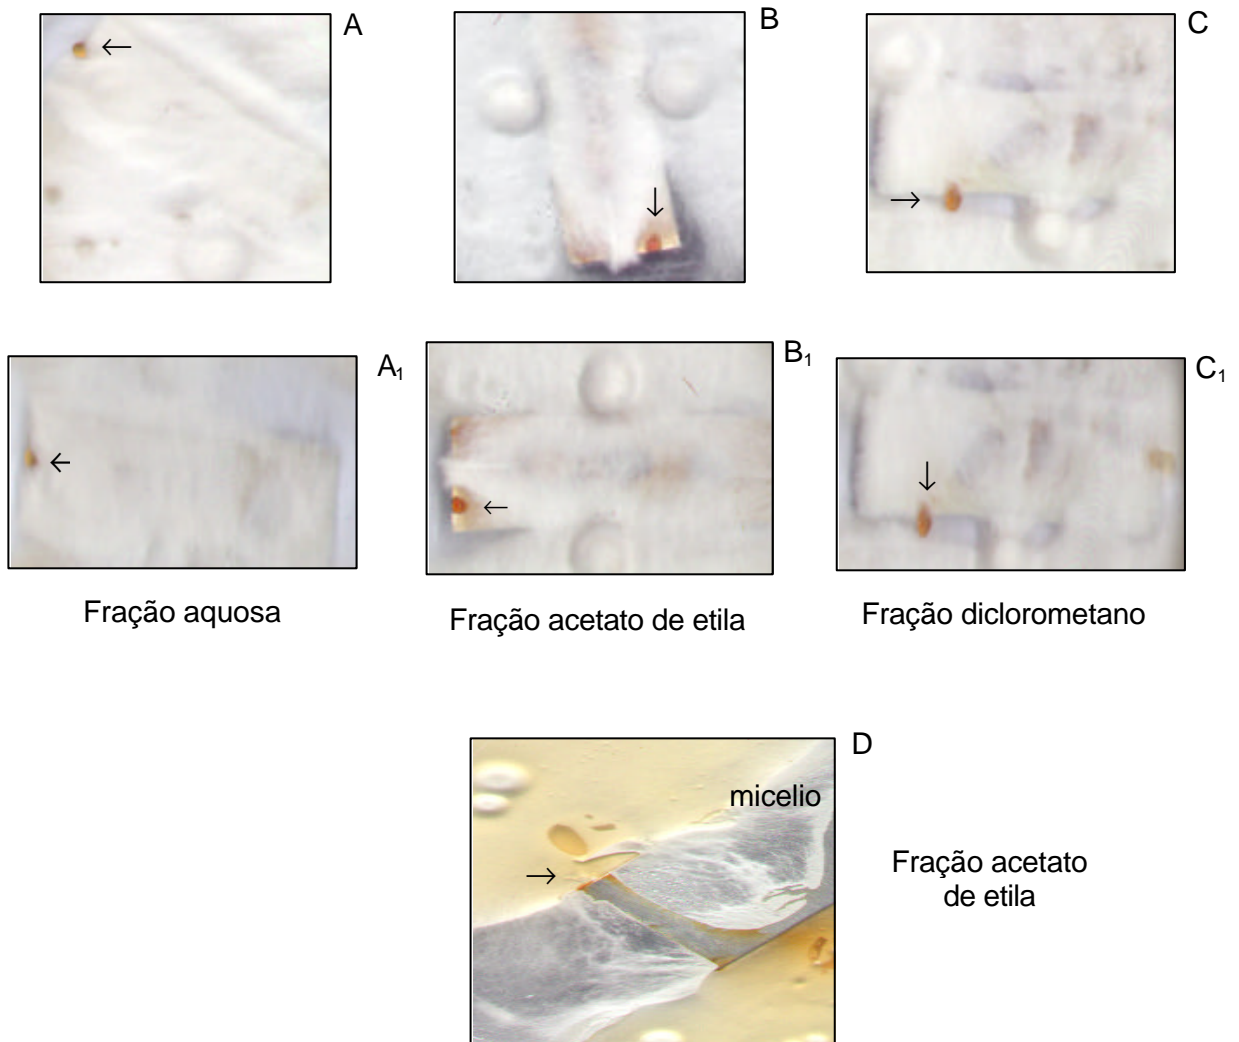 A
B
C
A₁
B₁
C₁
Fração aquosa
Fração acetato de etila
Fração diclorometano
D
micelio
Fração acetato
de etila